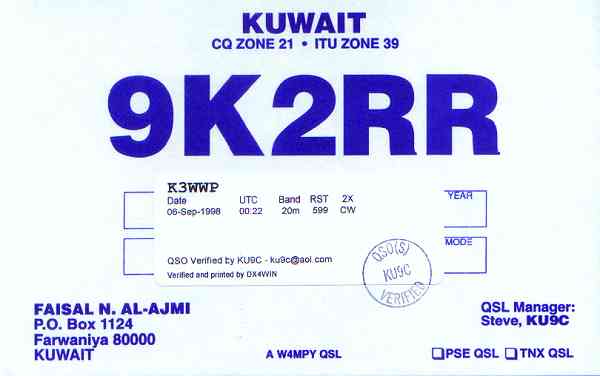 KUWAIT
CQ ZONE 21 • ITU ZONE 39
9K2RR
K3WWP
Date UTC Band RST 2X
06-Sep-1998 00:22 20m 599 CW
YEAR
MODE
QSO Verified by KU9C - ku9c@aol.com
Verified and printed by DX4WIN
QSO(S)
KU9C
VERIFIED
FAISAL N. AL-AJMI
P.O. Box 1124
Farwaniya 80000
KUWAIT
A W4MPY QSL
QSL Manager:
Steve, KU9C
PSE QSL TNX QSL